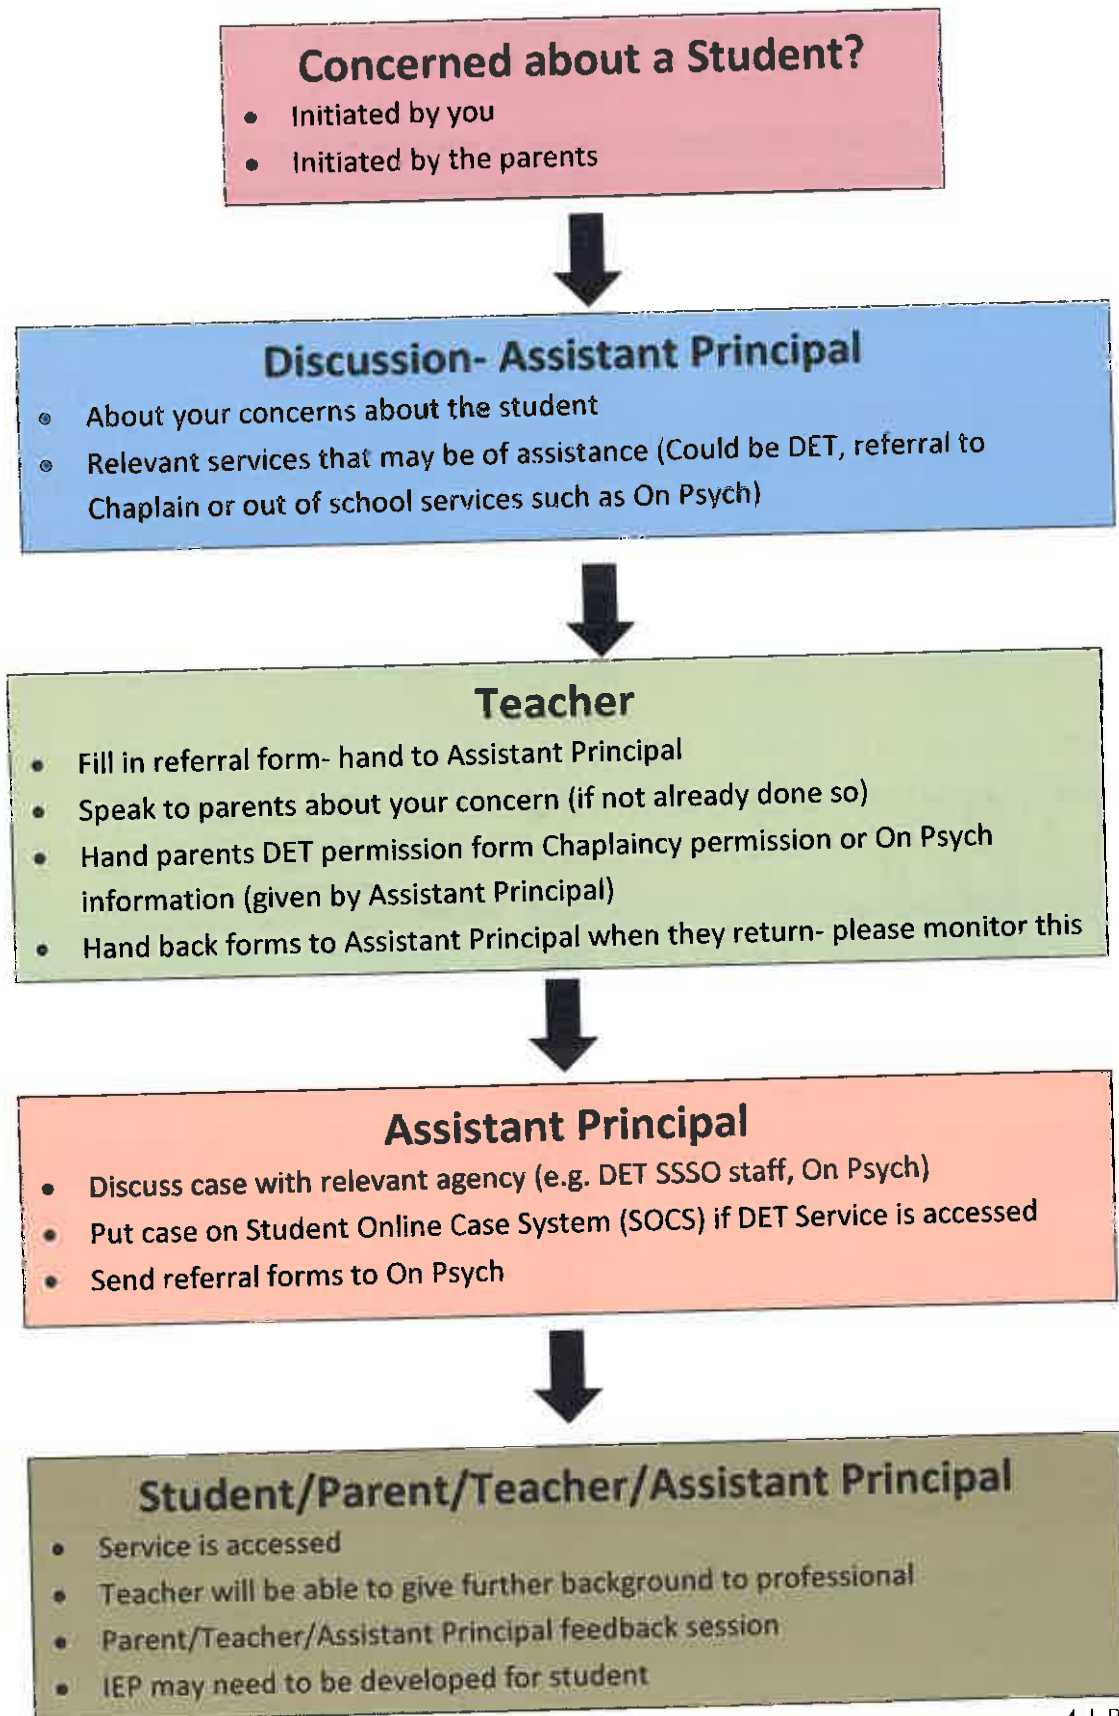 Concerned about a Student?
• Initiated by you
• Initiated by the parents
Discussion- Assistant Principal
• About your concerns about the student
• Relevant services that may be of assistance (Could be DET, referral to
Chaplain or out of school services such as On Psych)
Teacher
• Fill in referral form- hand to Assistant Principal
• Speak to parents about your concern (if not already done so)
• Hand parents DET permission form Chaplaincy permission or On Psych
information (given by Assistant Principal)
• Hand back forms to Assistant Principal when they return- please monitor this
Assistant Principal
• Discuss case with relevant agency (e.g. DET SSSO staff, On Psych)
• Put case on Student Online Case System (SOCS) if DET Service is accessed
• Send referral forms to On Psych
Student/Parent/Teacher/Assistant Principal
• Service is accessed
• Teacher will be able to give further background to professional
• Parent/Teacher/Assistant Principal feedback session
• IEP may need to be developed for student